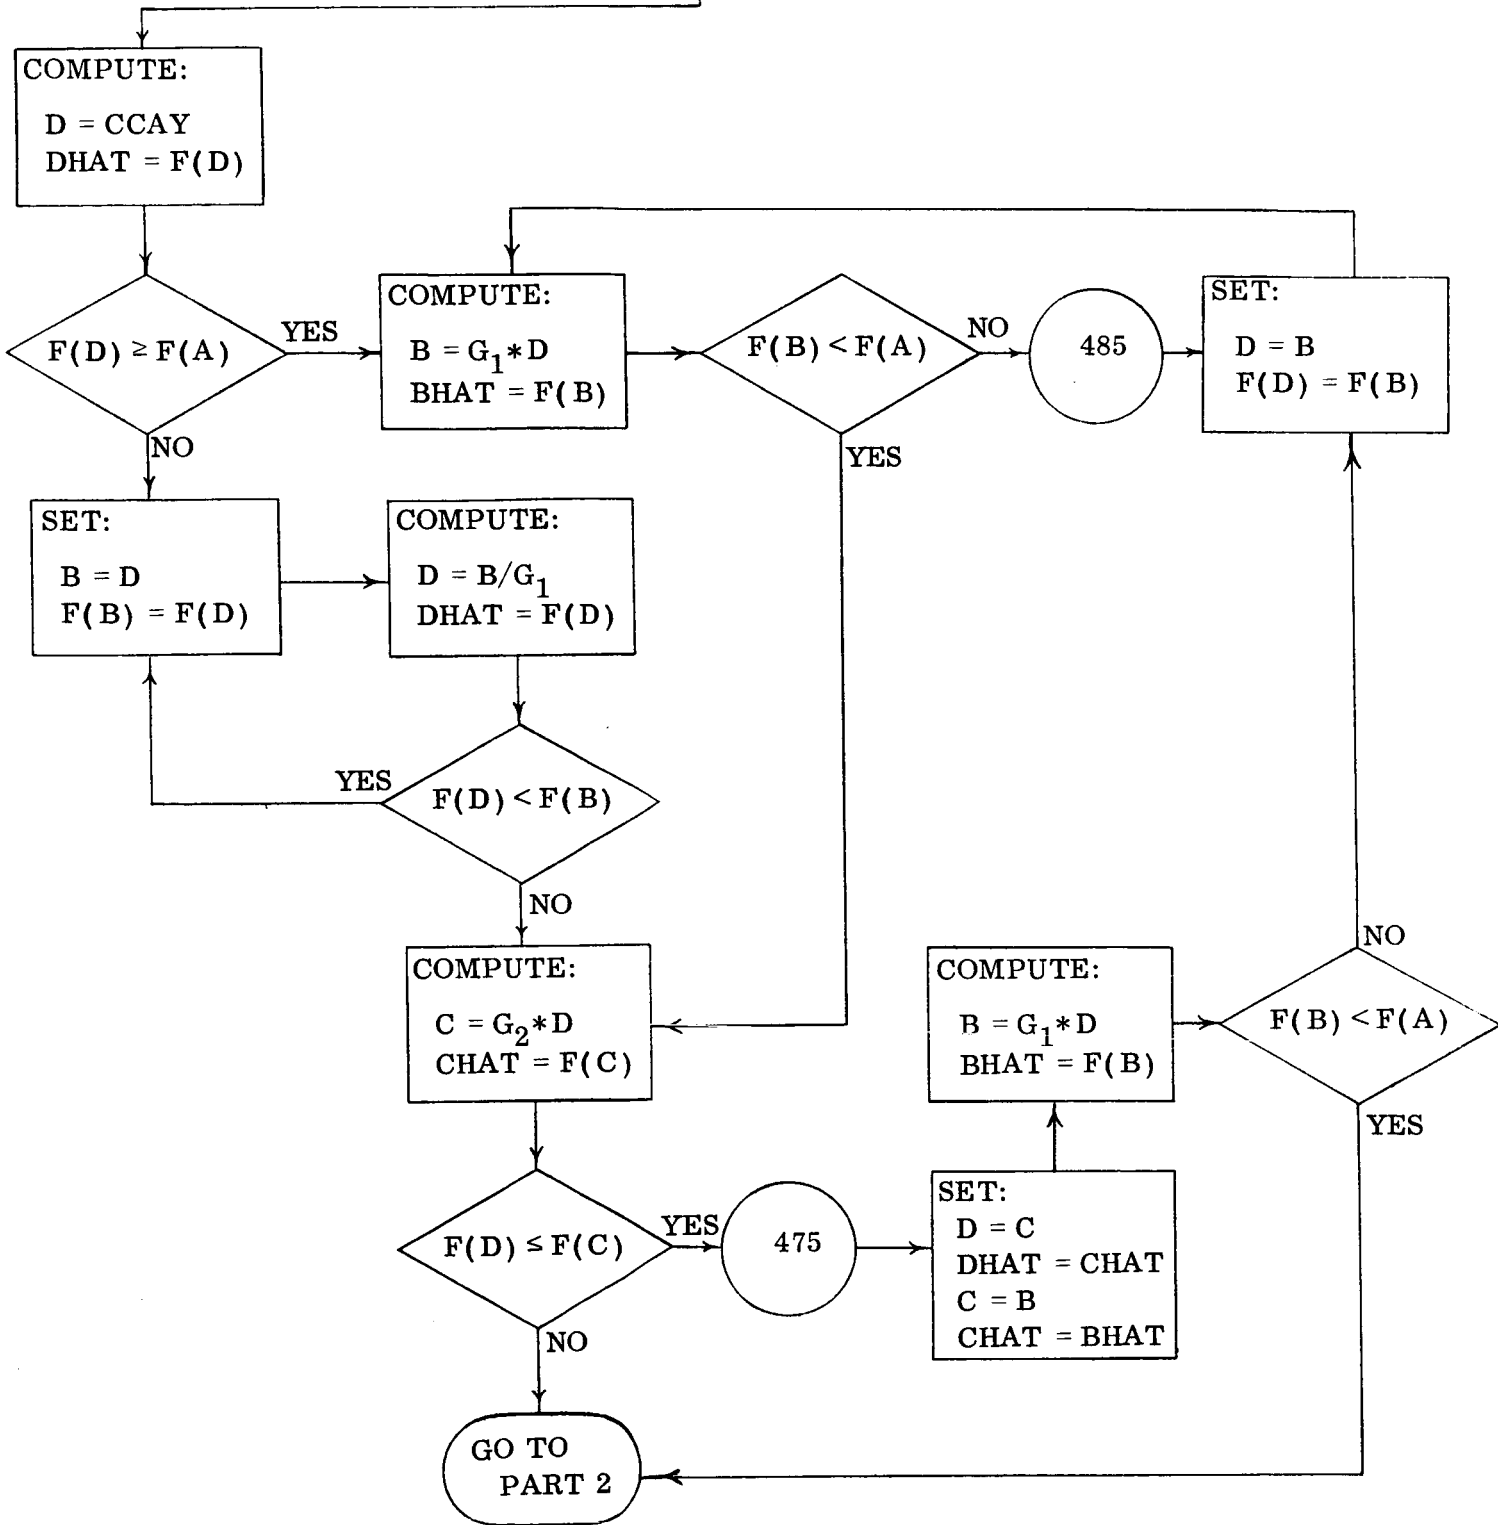 COMPUTE:
D = CCAY
DHAT = F(D)
F(D) ≥ F(A)
YES
NO
COMPUTE:
B = G₁*D
BHAT = F(B)
F(B) < F(A)
NO
YES
485
SET:
D = B
F(D) = F(B)
SET:
B = D
F(B) = F(D)
COMPUTE:
D = B/G₁
DHAT = F(D)
F(D) < F(B)
YES
NO
COMPUTE:
C = G₂*D
CHAT = F(C)
F(D) ≤ F(C)
YES
NO
475
SET:
D = C
DHAT = CHAT
C = B
CHAT = BHAT
COMPUTE:
B = G₁*D
BHAT = F(B)
F(B) < F(A)
NO
YES
GO TO
PART 2